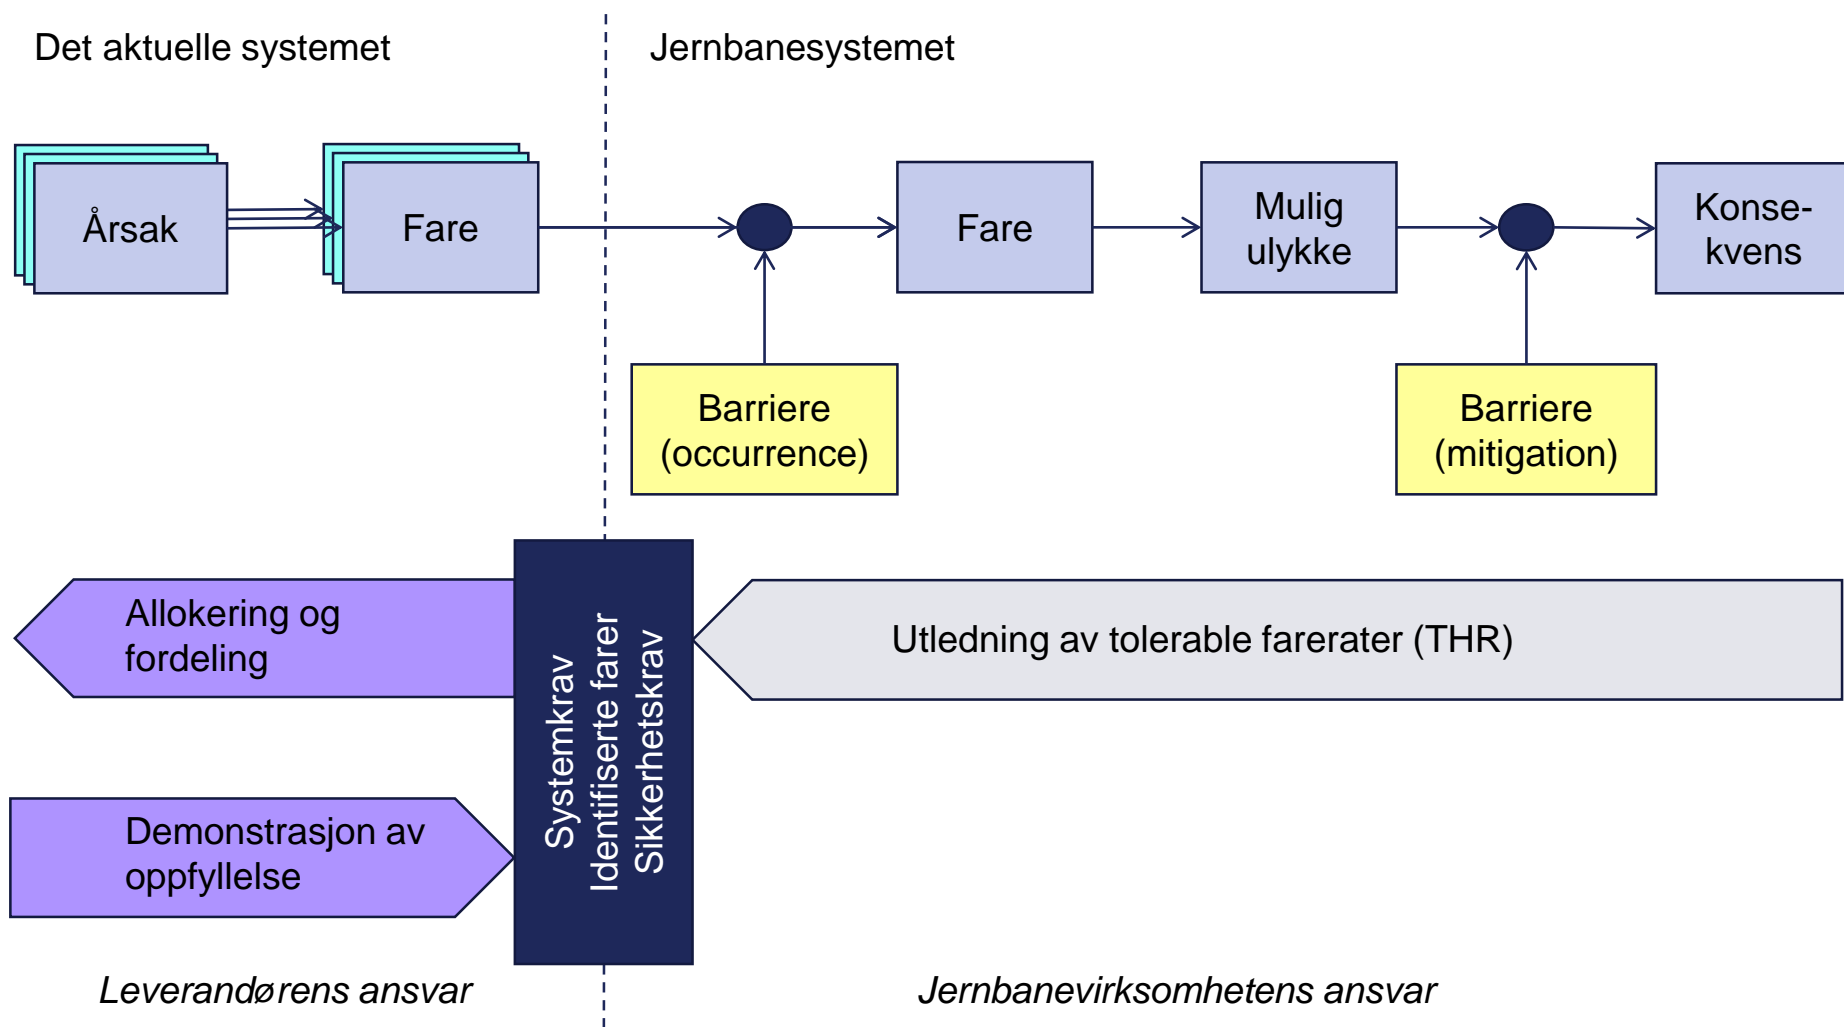 Det aktuelle systemet
Jernbanesystemet
Årsak
Fare
Fare
Mulig
ulykke
Konse-
kvens
Barriere
(occurrence)
Barriere
(mitigation)
Allokering og
fordeling
Systemkrav
Identifiserte farer
Sikkerhetskrav
Utledning av tolerable farerater (THR)
Demonstrasjon av
oppfyllelse
Leverandørens ansvar
Jernbanevirksomhetens ansvar